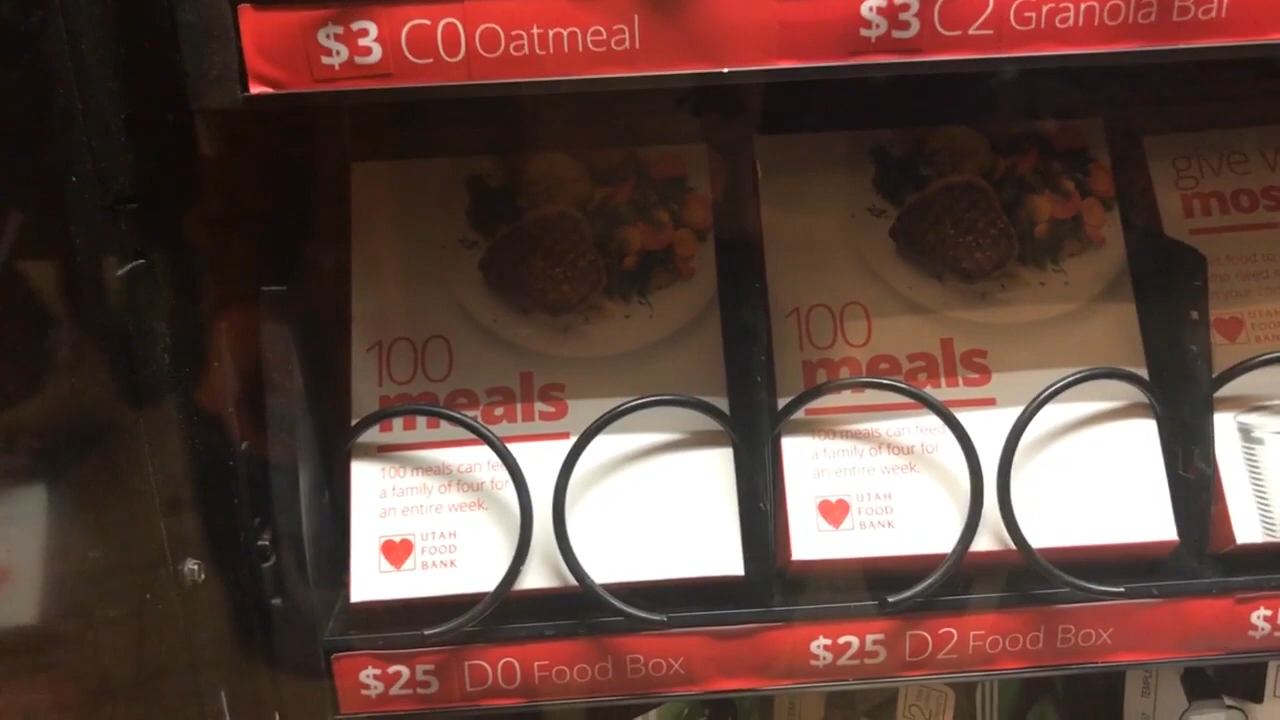 $3 C0 Oatmeal
$3 C2 Granola Bar
100
meals
100 meals can feed
a family of four for
an entire week.
UTAH
FOOD
BANK
100
meals
100 meals can feed
a family of four for
an entire week.
UTAH
FOOD
BANK
give
$25 D0 Food Box
$25 D2 Food Box